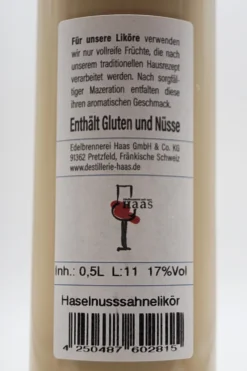 Für unsere Liköre verwenden
wir nur vollreife Früchte, die nach
unserem traditionellen Hausrezept
verarbeitet werden. Nach sorgfäl-
tiger Mazeration entfalten diese
ihren aromatischen Geschmack.
Enthält Gluten und Nüsse
Edelbrennerei Haas GmbH & Co. KG
91362 Pretzfeld, Fränkische Schweiz
www.destillerie-haas.de
Haas
Inh.: 0,5L L:11 17%Vol
Haselnusssahnelikör
4 250487 602815